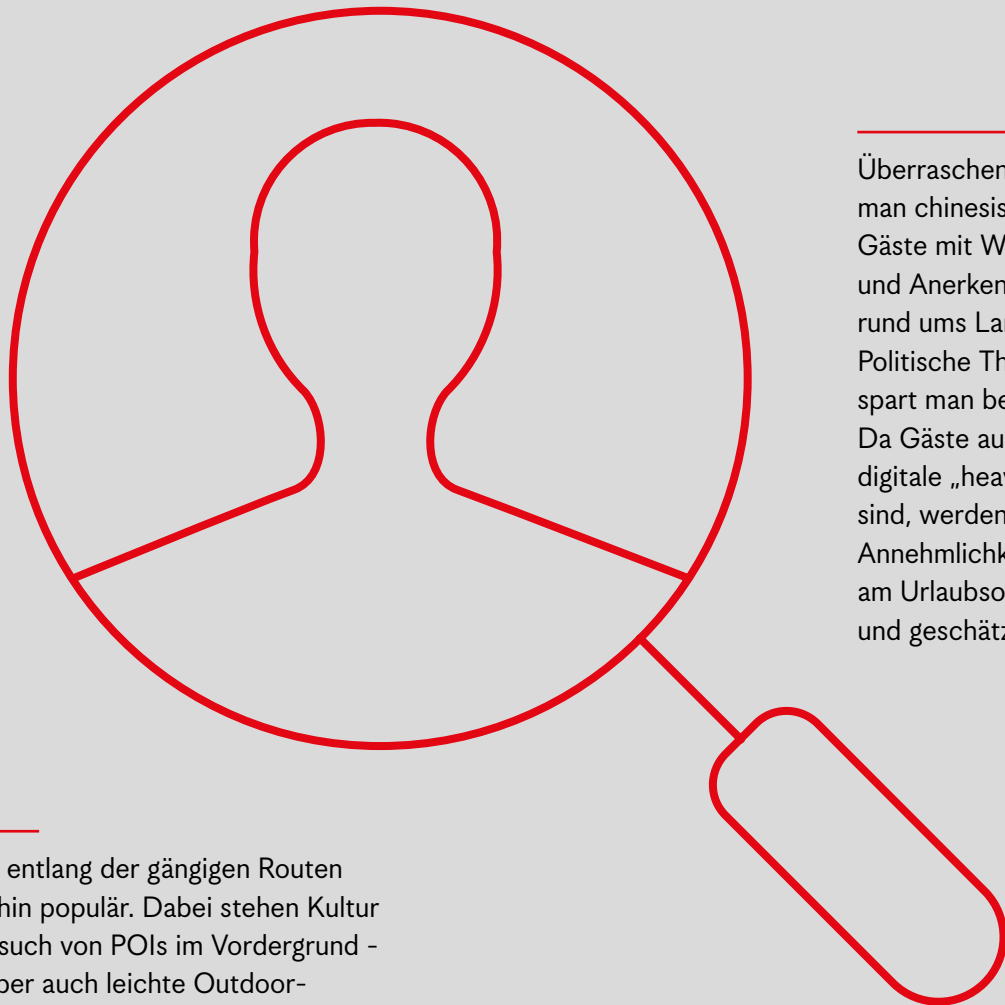 Überraschen
man chinesis
Gäste mit W
und Anerken
rund ums Lan
Politische Th
spart man be
Da Gäste au
digitale „heav
sind, werden
Annehmlichk
am Urlaubso
und geschätz
entlang der gängigen Routen
hin populär. Dabei stehen Kultur
such von POIs im Vordergrund -
ber auch leichte Outdoor-